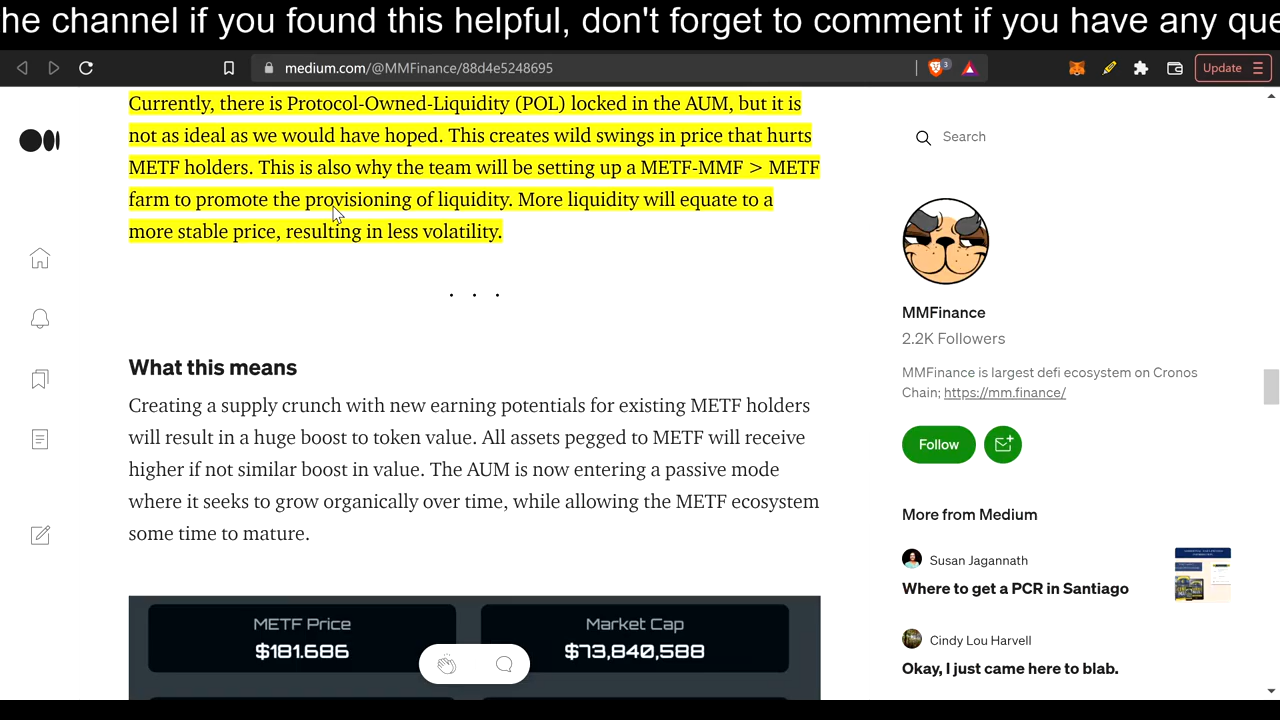 he channel if you found this helpful, don't forget to comment if you have any que
medium.com/@MMFinance/88d4e5248695
3
Update
Currently, there is Protocol-Owned-Liquidity (POL) locked in the AUM, but it is
not as ideal as we would have hoped. This creates wild swings in price that hurts
METF holders. This is also why the team will be setting up a METF-MMF > METF
farm to promote the provisioning of liquidity. More liquidity will equate to a
more stable price, resulting in less volatility.
. . .
What this means
Creating a supply crunch with new earning potentials for existing METF holders
will result in a huge boost to token value. All assets pegged to METF will receive
higher if not similar boost in value. The AUM is now entering a passive mode
where it seeks to grow organically over time, while allowing the METF ecosystem
some time to mature.
METF Price
$181.686
Market Cap
$73,840,588
Search
MMFinance
2.2K Followers
MMFinance is largest defi ecosystem on Cronos
Chain; https://mm.finance/
Follow
More from Medium
Susan Jagannath
Where to get a PCR in Santiago
Cindy Lou Harvell
Okay, I just came here to blab.